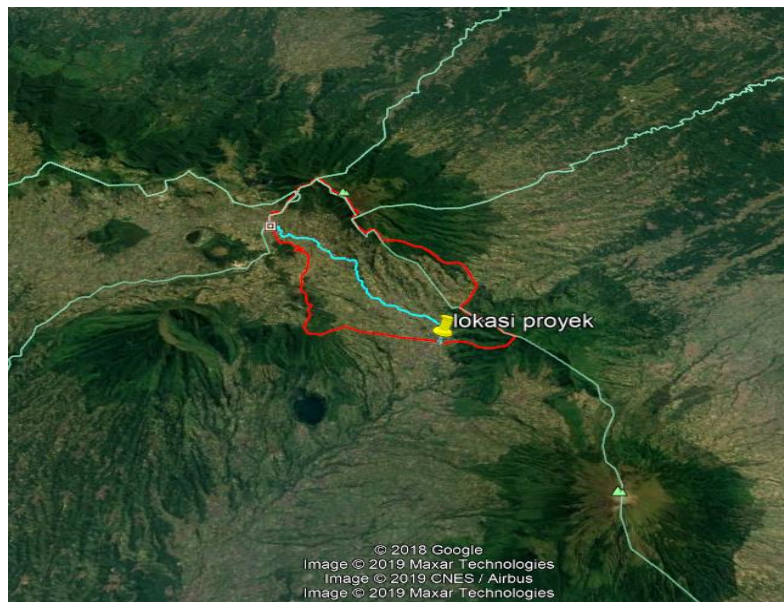 lokasi proyek
© 2018 Google
Image © 2019 Maxar Technologies
Image © 2019 CNES / Airbus
Image © 2019 Maxar Technologies